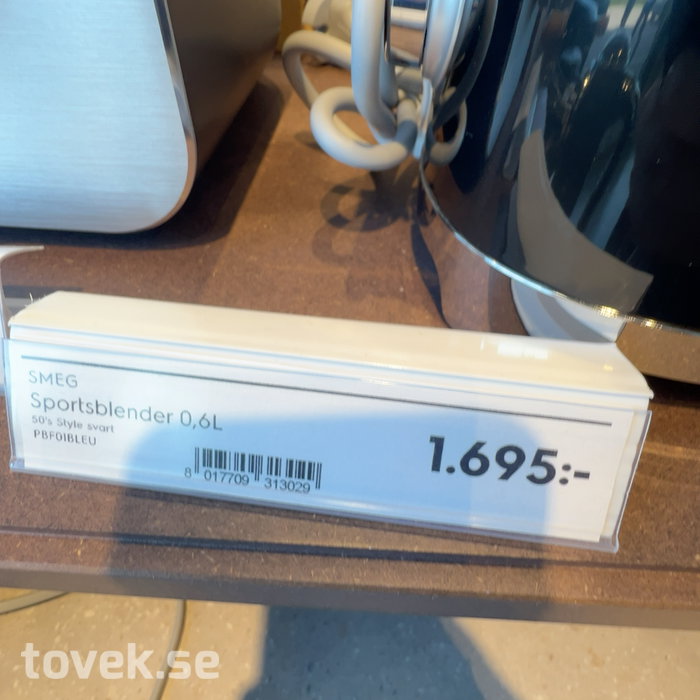 SMEG
Sportsblender 0,6L
50's Style svart
PBF01BLEU
8 017709 313029
1.695:-
tovek.se